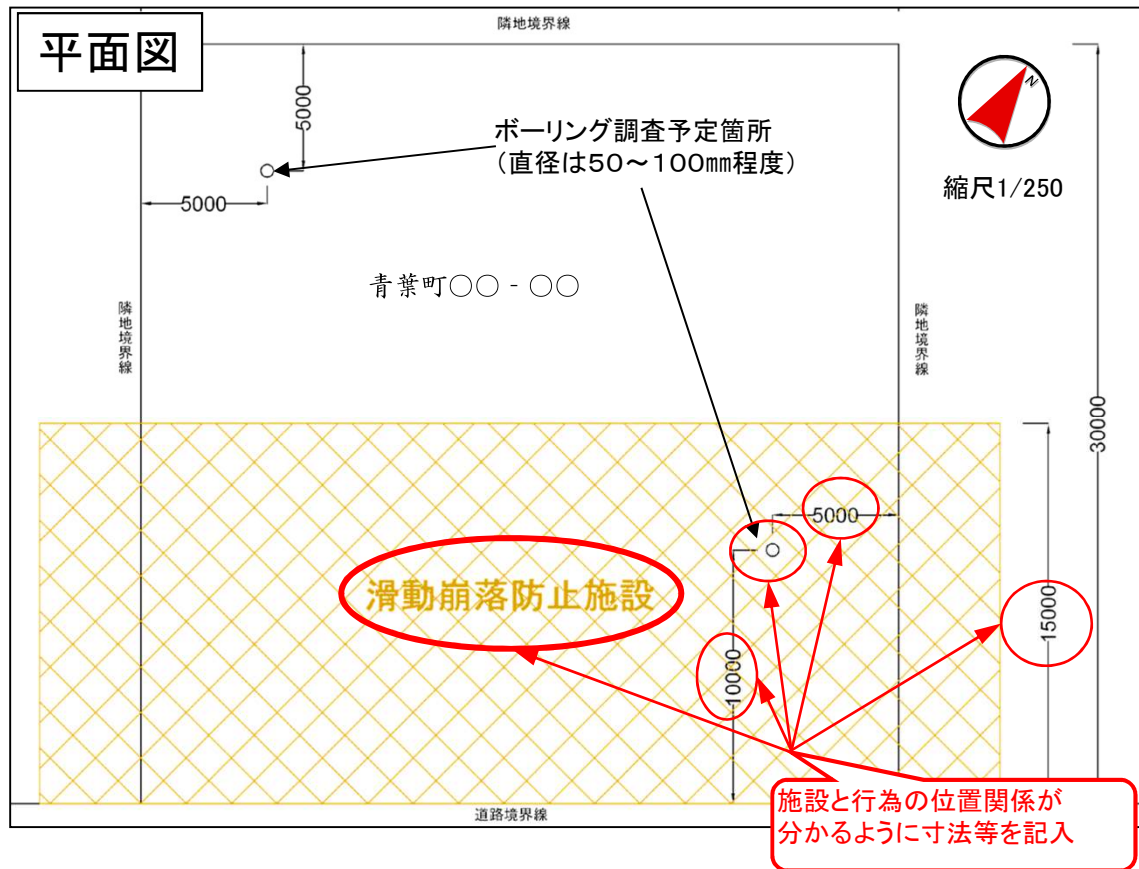 平面図
隣地境界線
N
縮尺1/250
5000
5000
ボーリング調査予定箇所
(直径は50~100㎜程度)
青葉町○○‐○○
隣地境界線
隣地境界線
30000
5000
滑動崩落防止施設
10000
15000
道路境界線
施設と行為の位置関係が
分かるように寸法等を記入